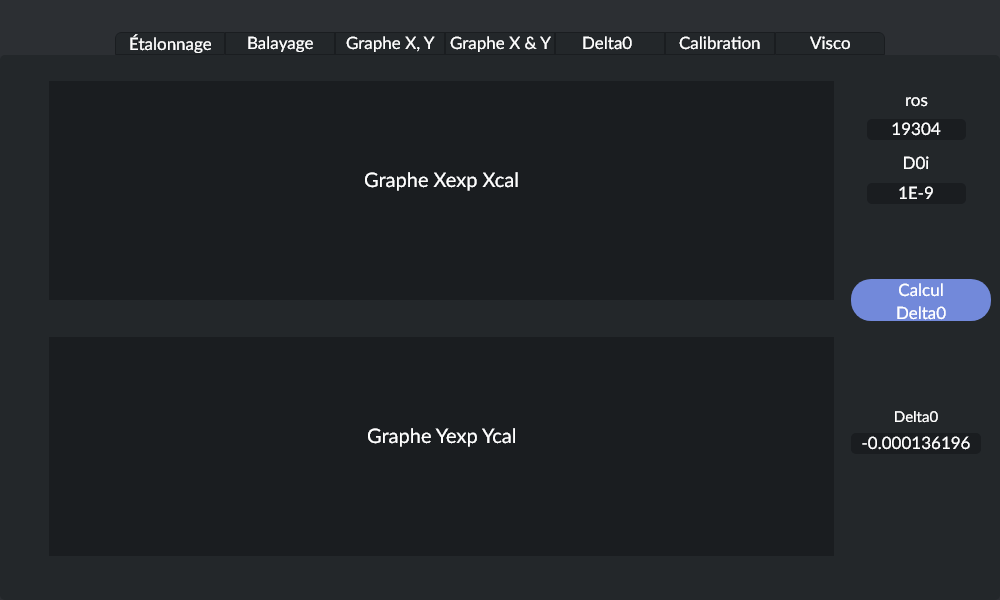 Étalonnage Balayage Graphe X, Y Graphe X & Y Delta0 Calibration Visco
Graphe Xexp Xcal
ros
19304
D0i
1E-9
Calcul
Delta0
Graphe Yexp Ycal
Delta0
-0.000136196